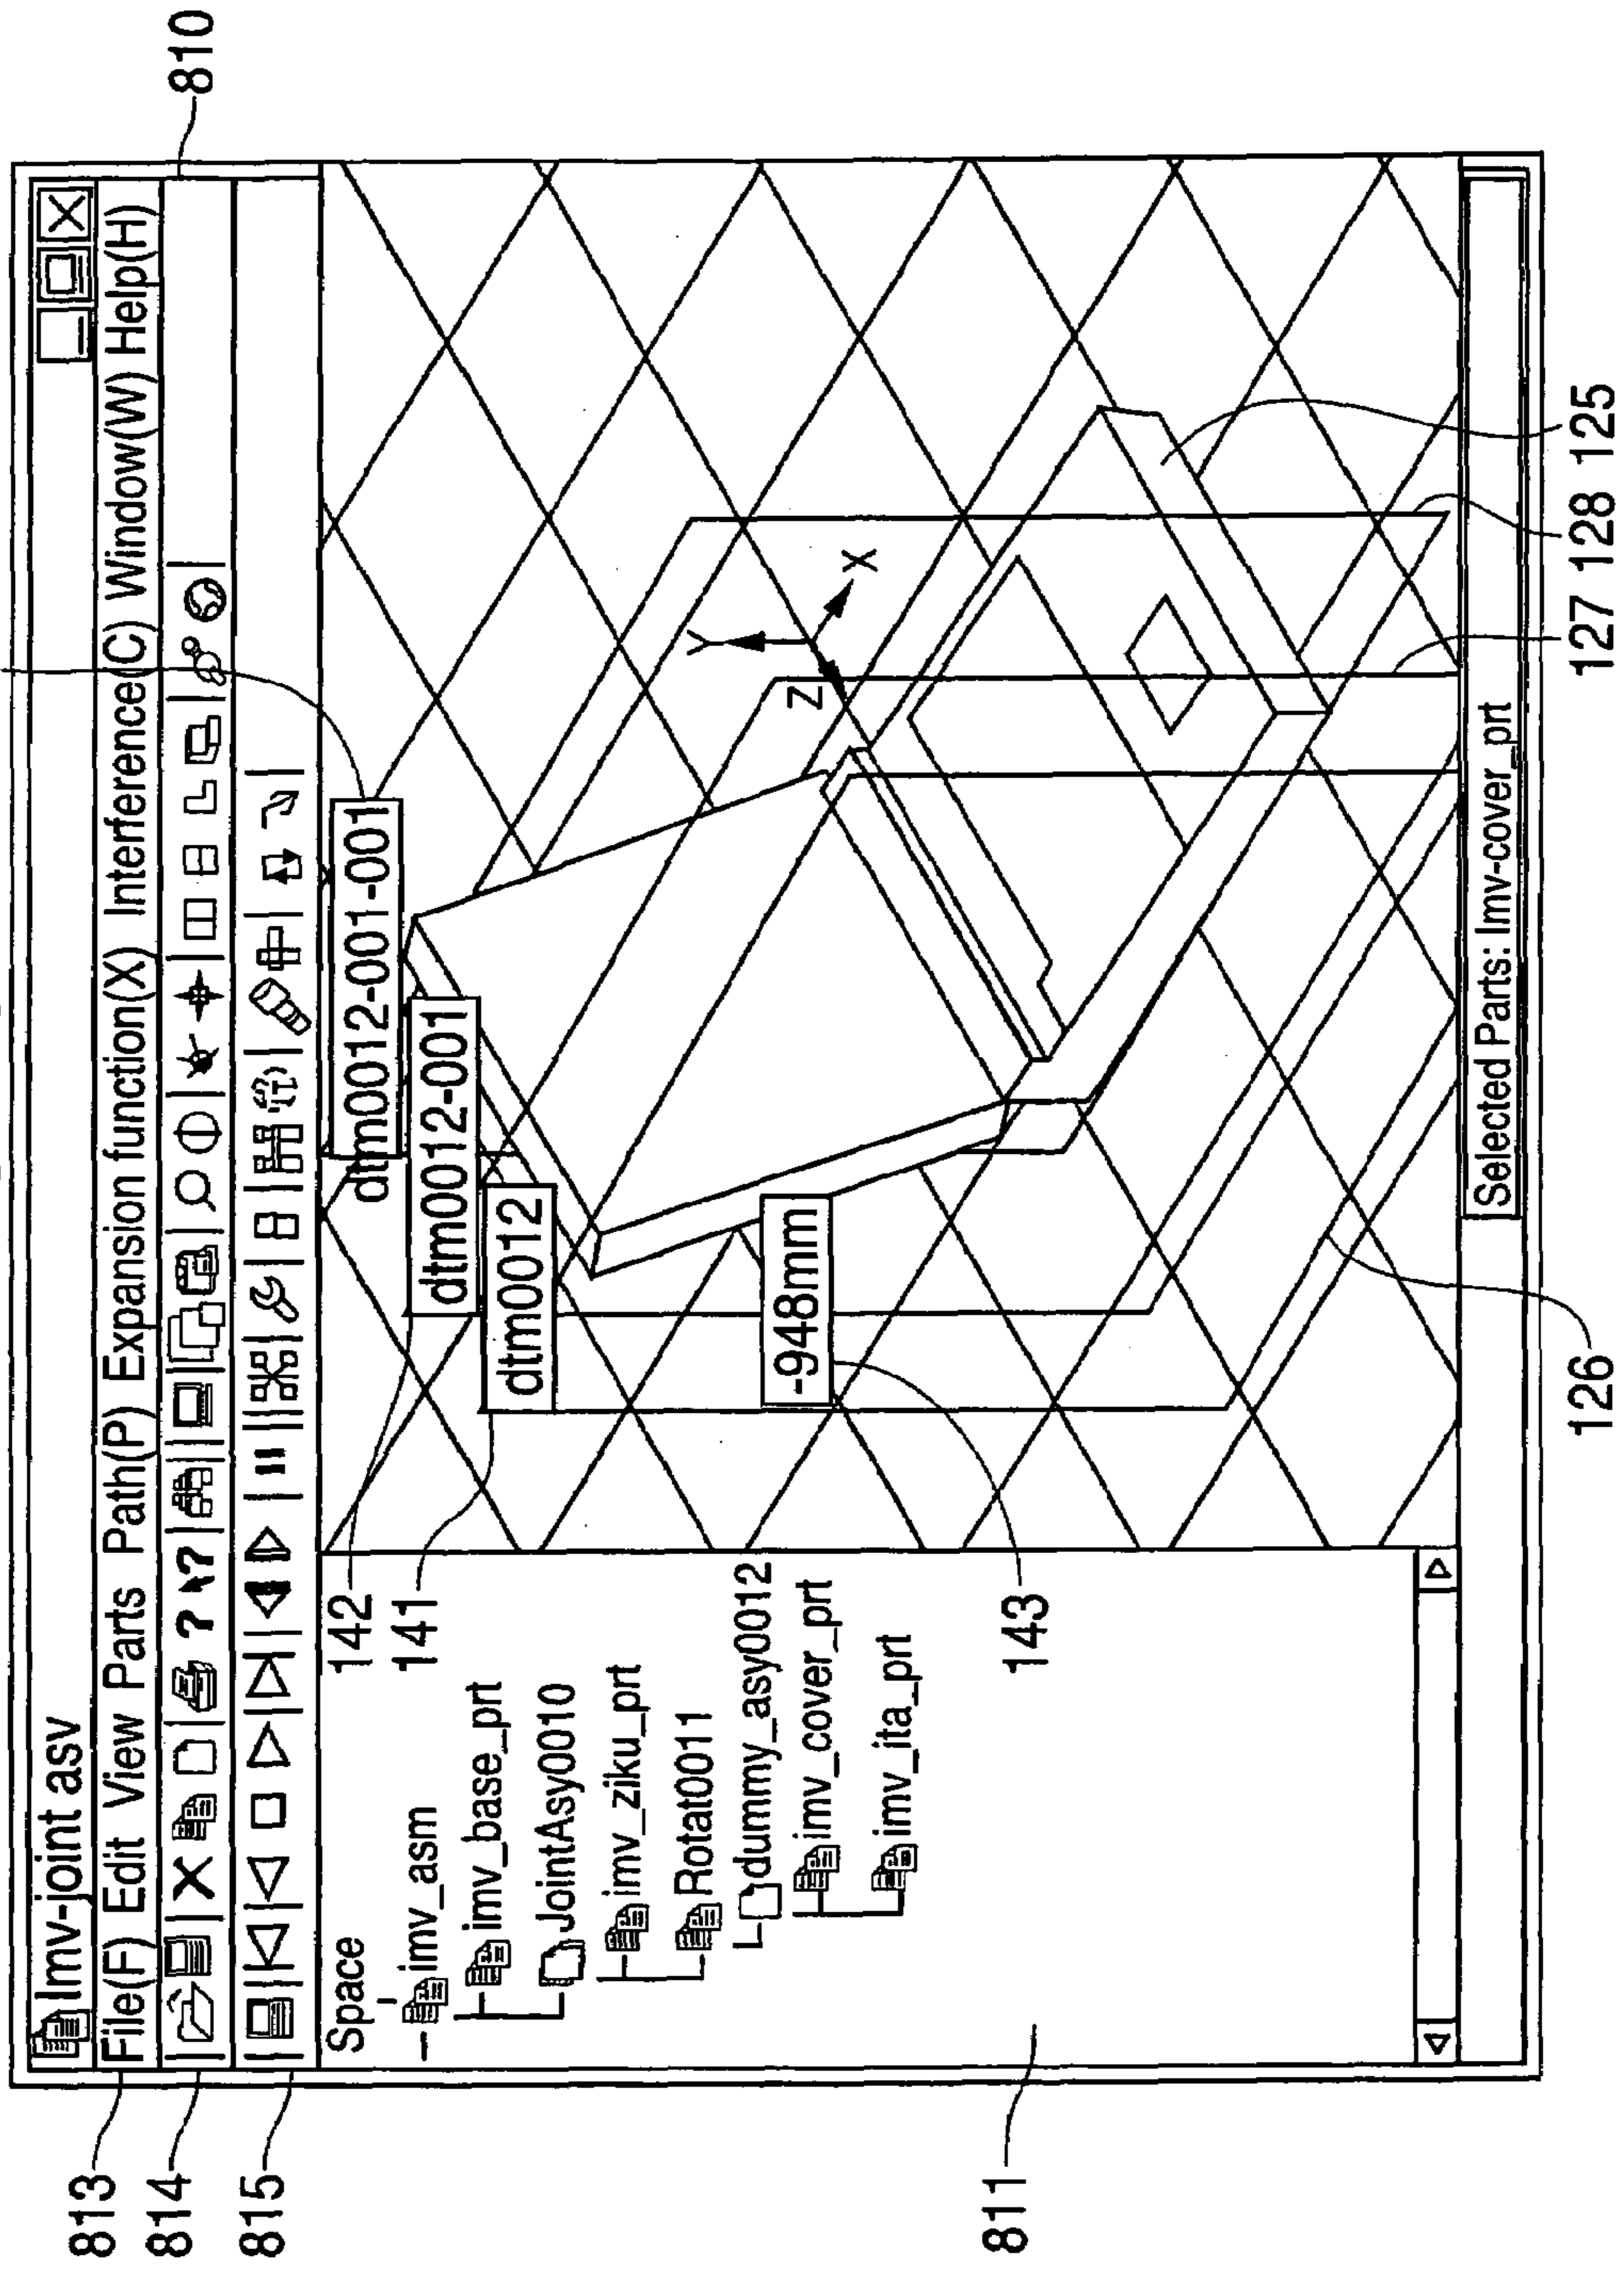 810
Imv-joint asv
813
File(F) Edit View Parts Path(P) Expansion function(X) Interference(C) Window(W) Help(H)
814
815
Space
imv_asm
imv_base_prt
JointAsy0010
imv_ziku_prt
Rotat0011
dummy_asy0012
imv_cover_prt
imv_ita_prt
142
141
143
811
dtm0012-001-001
dtm0012-001
dtm0012
-948mm
Y
X
Z
Selected Parts: Imv-cover_prt
126
127
128
125